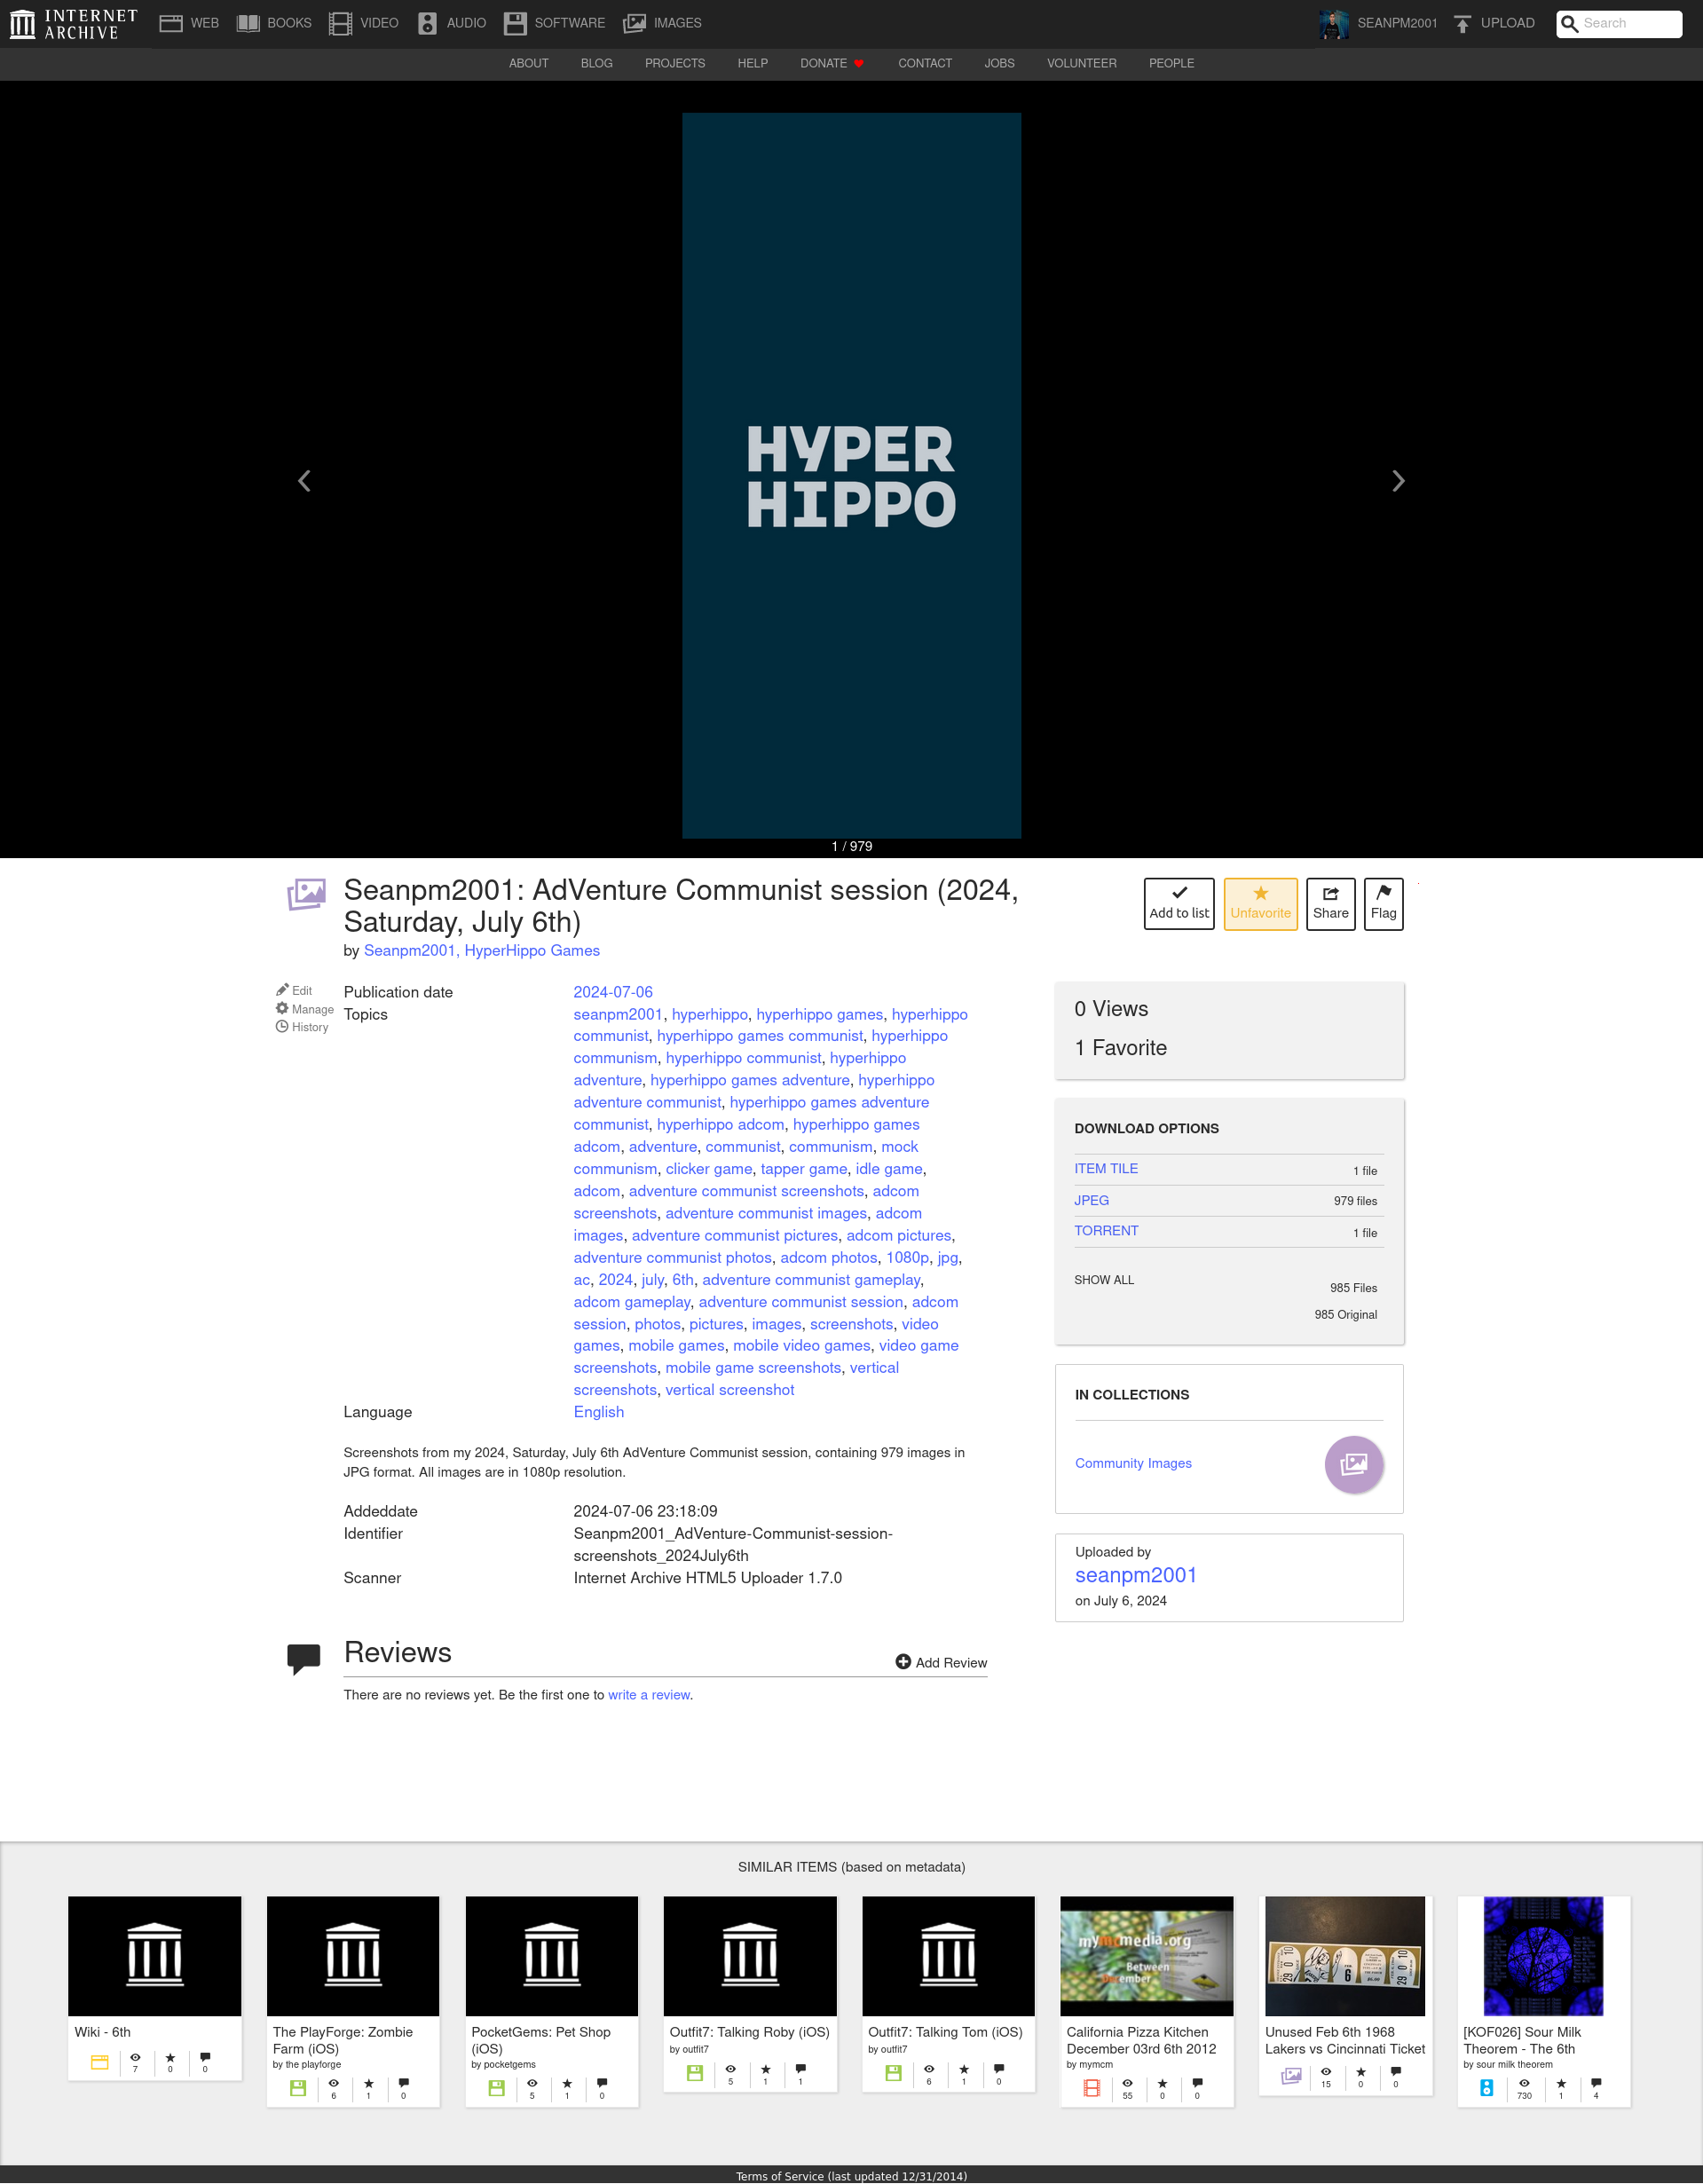 INTERNET
ARCHIVE
WEB
BOOKS
VIDEO
AUDIO
SOFTWARE
IMAGES
SEANPM2001
UPLOAD
Search
ABOUT
BLOG
PROJECTS
HELP
DONATE
CONTACT
JOBS
VOLUNTEER
PEOPLE
HYPER
HIPPO
1 / 979
Seanpm2001: AdVenture Communist session (2024,
Saturday, July 6th)
by Seanpm2001, HyperHippo Games
Add to list
Unfavorite
Share
Flag
Edit
Manage
History
Publication date 2024-07-06
Topics seanpm2001, hyperhippo, hyperhippo games, hyperhippo
communist, hyperhippo games communist, hyperhippo
communism, hyperhippo communist, hyperhippo
adventure, hyperhippo games adventure, hyperhippo
adventure communist, hyperhippo games adventure
communist, hyperhippo adcom, hyperhippo games
adcom, adventure, communist, communism, mock
communism, clicker game, tapper game, idle game,
adcom, adventure communist screenshots, adcom
screenshots, adventure communist images, adcom
images, adventure communist pictures, adcom pictures,
adventure communist photos, adcom photos, 1080p, jpg,
ac, 2024, july, 6th, adventure communist gameplay,
adcom gameplay, adventure communist session, adcom
session, photos, pictures, images, screenshots, video
games, mobile games, mobile video games, video game
screenshots, mobile game screenshots, vertical
screenshots, vertical screenshot
Language English
Screenshots from my 2024, Saturday, July 6th AdVenture Communist session, containing 979 images in
JPG format. All images are in 1080p resolution.
Addeddate 2024-07-06 23:18:09
Identifier Seanpm2001_AdVenture-Communist-session-
screenshots_2024July6th
Scanner Internet Archive HTML5 Uploader 1.7.0
0 Views
1 Favorite
DOWNLOAD OPTIONS
ITEM TILE 1 file
JPEG 979 files
TORRENT 1 file
SHOW ALL
985 Files
985 Original
IN COLLECTIONS
Community Images
Uploaded by
seanpm2001
on July 6, 2024
Reviews
Add Review
There are no reviews yet. Be the first one to write a review.
SIMILAR ITEMS (based on metadata)
Wiki - 6th
7 0 0
The PlayForge: Zombie
Farm (iOS)
by the playforge
6 1 0
PocketGems: Pet Shop
(iOS)
by pocketgems
5 1 0
Outfit7: Talking Roby (iOS)
by outfit7
5 1 1
Outfit7: Talking Tom (iOS)
by outfit7
6 1 0
mymcmedia.org
Between
December
California Pizza Kitchen
December 03rd 6th 2012
by mymcm
55 0 0
6
Unused Feb 6th 1968
Lakers vs Cincinnati Ticket
15 0 0
[KOF026] Sour Milk
Theorem - The 6th
by sour milk theorem
730 1 4
Terms of Service (last updated 12/31/2014)